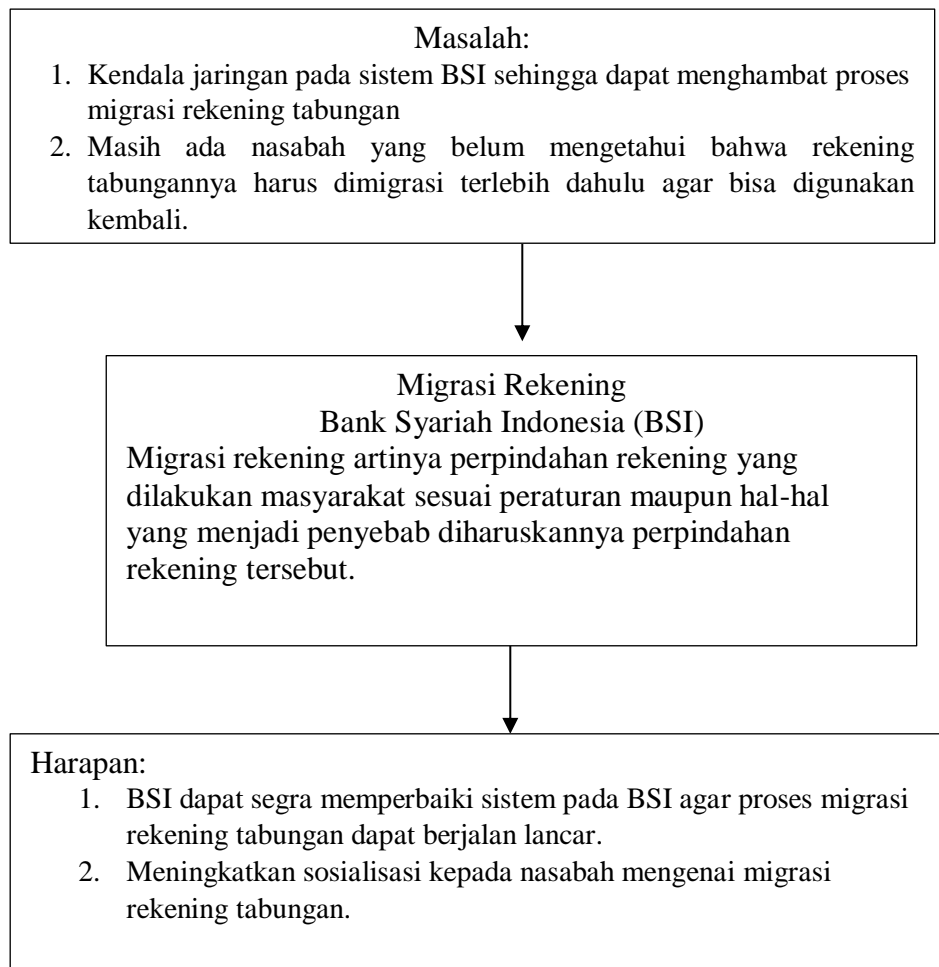 Masalah:
1. Kendala jaringan pada sistem BSI sehingga dapat menghambat proses
migrasi rekening tabungan
2. Masih ada nasabah yang belum mengetahui bahwa rekening
tabungannya harus dimigrasi terlebih dahulu agar bisa digunakan
kembali.
Migrasi Rekening
Bank Syariah Indonesia (BSI)
Migrasi rekening artinya perpindahan rekening yang
dilakukan masyarakat sesuai peraturan maupun hal-hal
yang menjadi penyebab diharuskannya perpindahan
rekening tersebut.
Harapan:
1. BSI dapat segra memperbaiki sistem pada BSI agar proses migrasi
rekening tabungan dapat berjalan lancar.
2. Meningkatkan sosialisasi kepada nasabah mengenai migrasi
rekening tabungan.